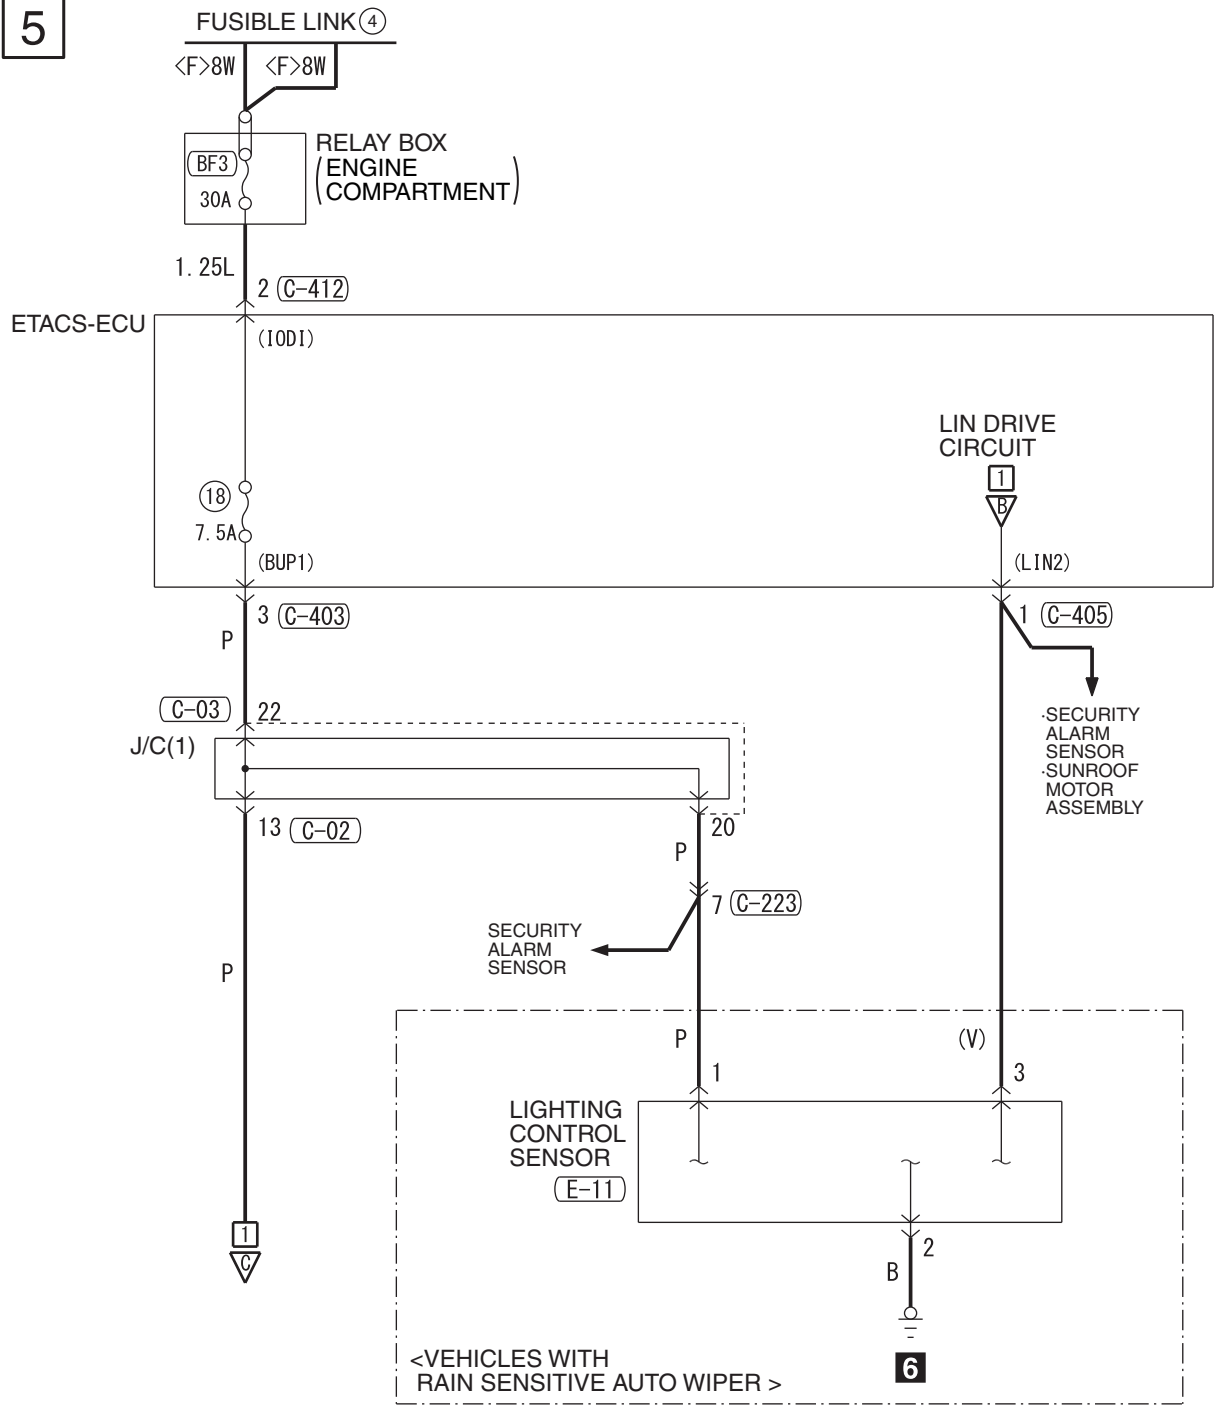 5
FUSIBLE LINK 4
<F>8W <F>8W
RELAY BOX
(ENGINE
COMPARTMENT)
BF3
30A
1.25L
2 C-412
ETACS-ECU
(IODI)
LIN DRIVE
CIRCUIT
1
B
18
7.5A
(BUP1)
(LIN2)
3 C-403
1 C-405
P
·SECURITY
ALARM
SENSOR
·SUNROOF
MOTOR
ASSEMBLY
C-03 22
J/C(1)
13 C-02
20
P
7 C-223
SECURITY
ALARM
SENSOR
P
P
(V)
1
3
LIGHTING
CONTROL
SENSOR
E-11
1
C
2
B
6
<VEHICLES WITH
RAIN SENSITIVE AUTO WIPER >